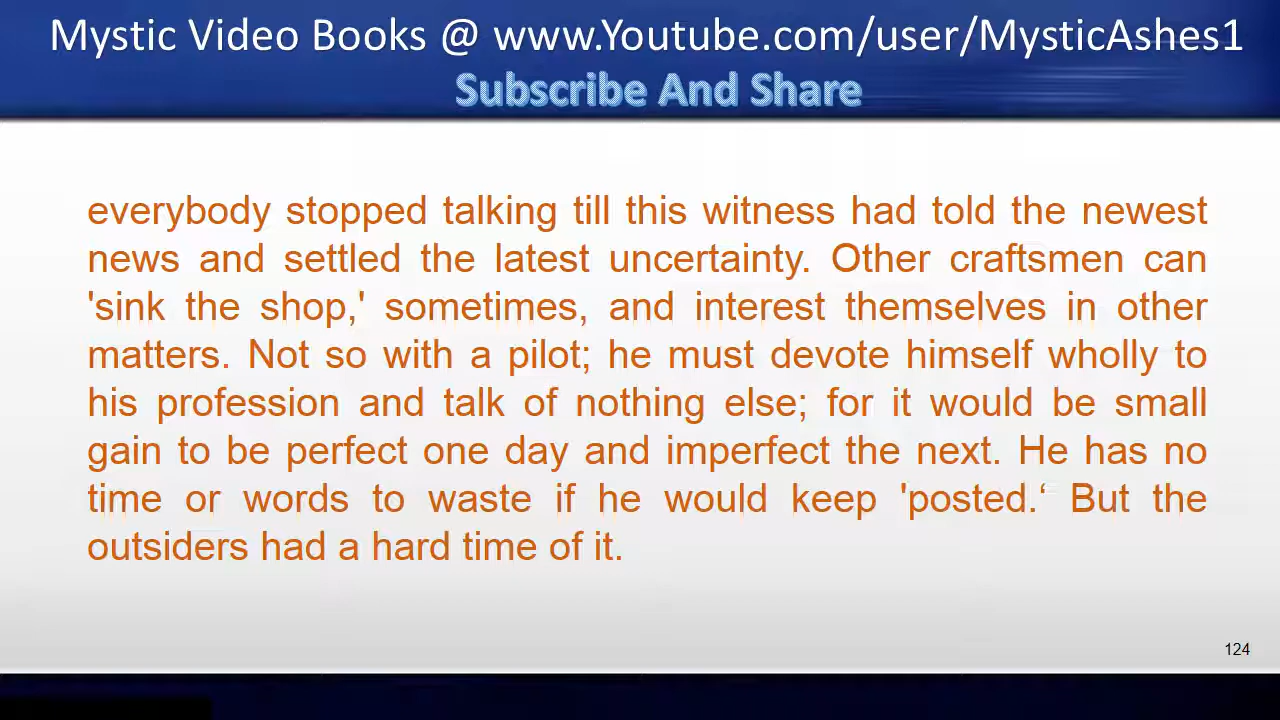 Mystic Video Books @ www.Youtube.com/user/MysticAshes1
Subscribe And Share
everybody stopped talking till this witness had told the newest
news and settled the latest uncertainty. Other craftsmen can
'sink the shop,' sometimes, and interest themselves in other
matters. Not so with a pilot; he must devote himself wholly to
his profession and talk of nothing else; for it would be small
gain to be perfect one day and imperfect the next. He has no
time or words to waste if he would keep 'posted.‘ But the
outsiders had a hard time of it.
124